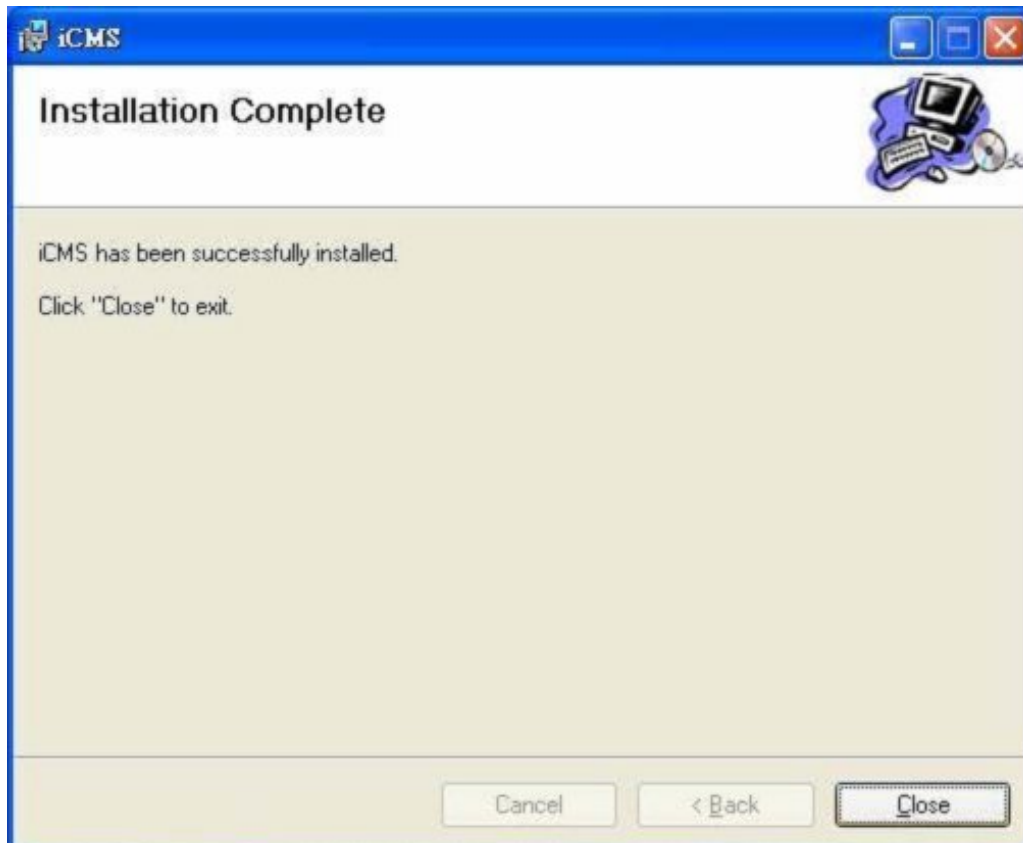 iCMS
Installation Complete
iCMS has been successfully installed.
Click "Close" to exit.
Cancel
< Back
Close